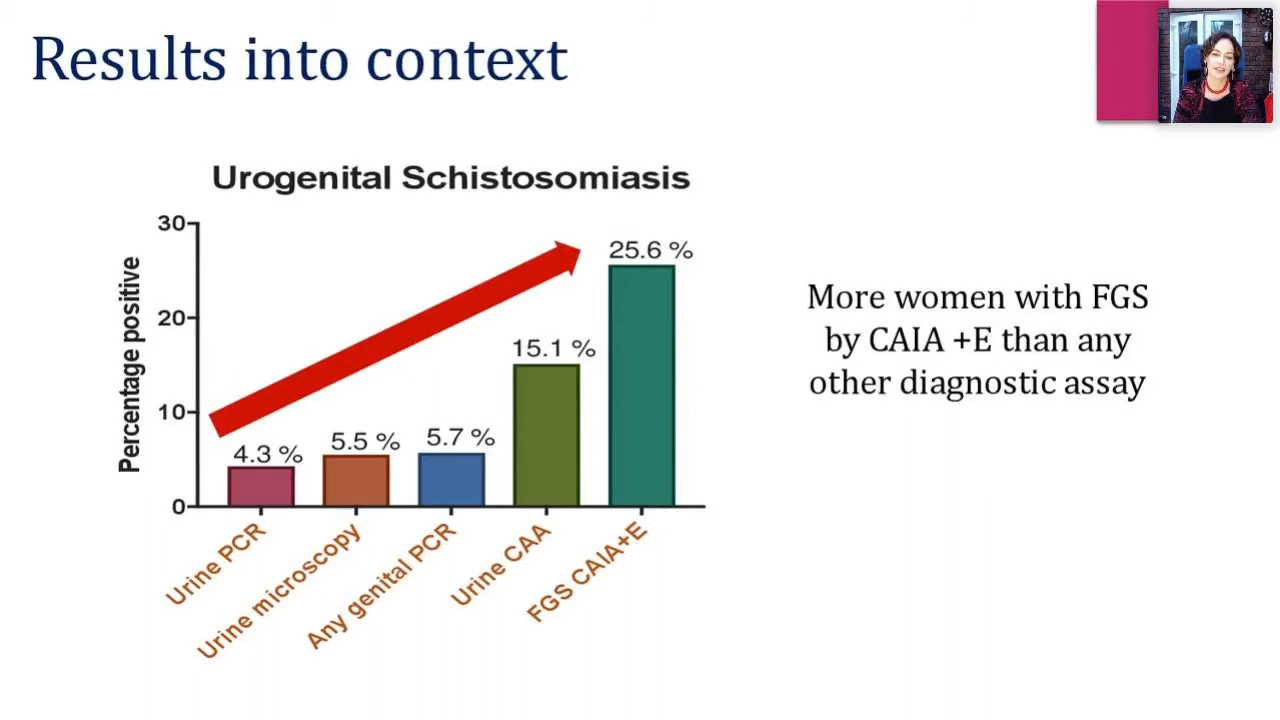 Results into context
Urogenital Schistosomiasis
Percentage positive
30
20
10
0
4.3 %
5.5 %
5.7 %
15.1 %
25.6 %
Urine PCR
Urine microscopy
Any genital PCR
Urine CAA
FGS CAIA+E
More women with FGS
by CAIA +E than any
other diagnostic assay